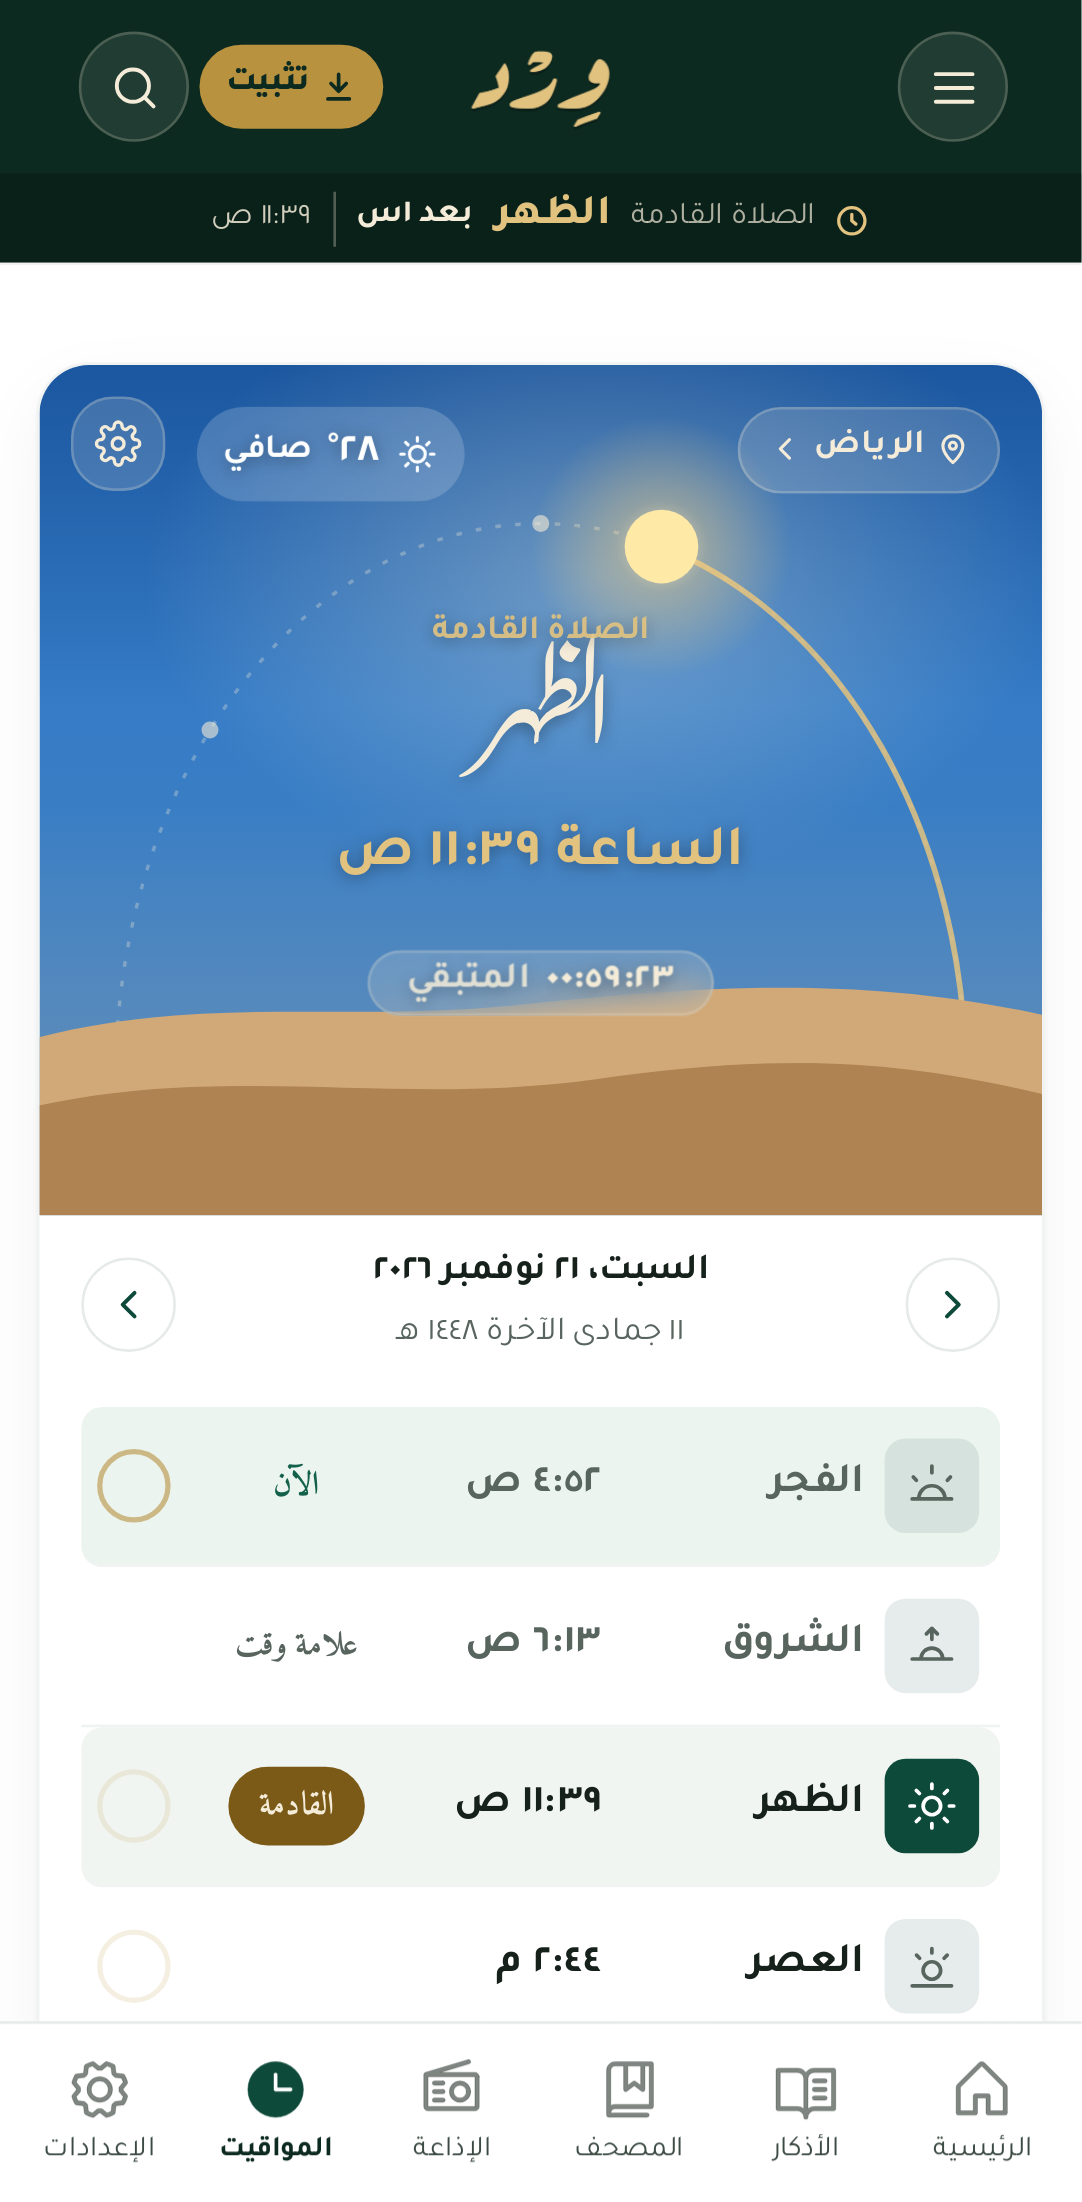 وِرْد
تثبيت
الصلاة القادمة الظهر بعد ١س ١١:٣٩ ص
الرياض
٢٨° صافي
الصلاة القادمة
الظهر
الساعة ١١:٣٩ ص
٠٠:٥٩:٢٣ المتبقي
السبت، ٢١ نوفمبر ٢٠٢٦
١١ جمادى الآخرة ١٤٤٨ هـ
الفجر ٤:٥٢ ص الآن
الشروق ٦:١٣ ص علامة وقت
الظهر ١١:٣٩ ص القادمة
العصر ٢:٤٤ م
الرئيسية الأذكار المصحف الإذاعة المواقيت الإعدادات